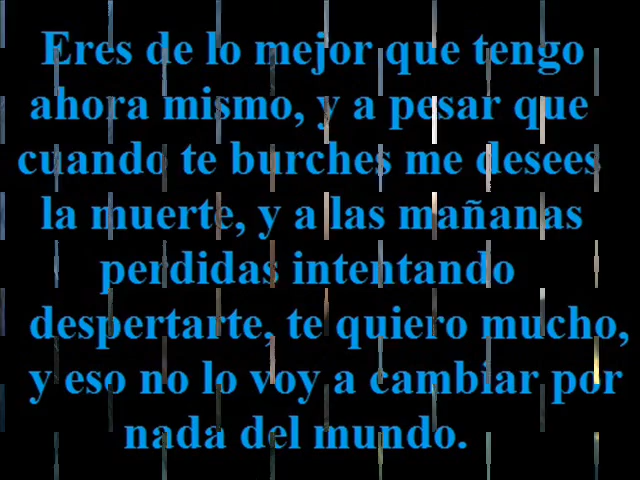 Eres de lo mejor que tengo
ahora mismo, y a pesar que
cuando te burches me desees
la muerte, y a las mañanas
perdidas intentando
despertarte, te quiero mucho,
y eso no lo voy a cambiar por
nada del mundo.